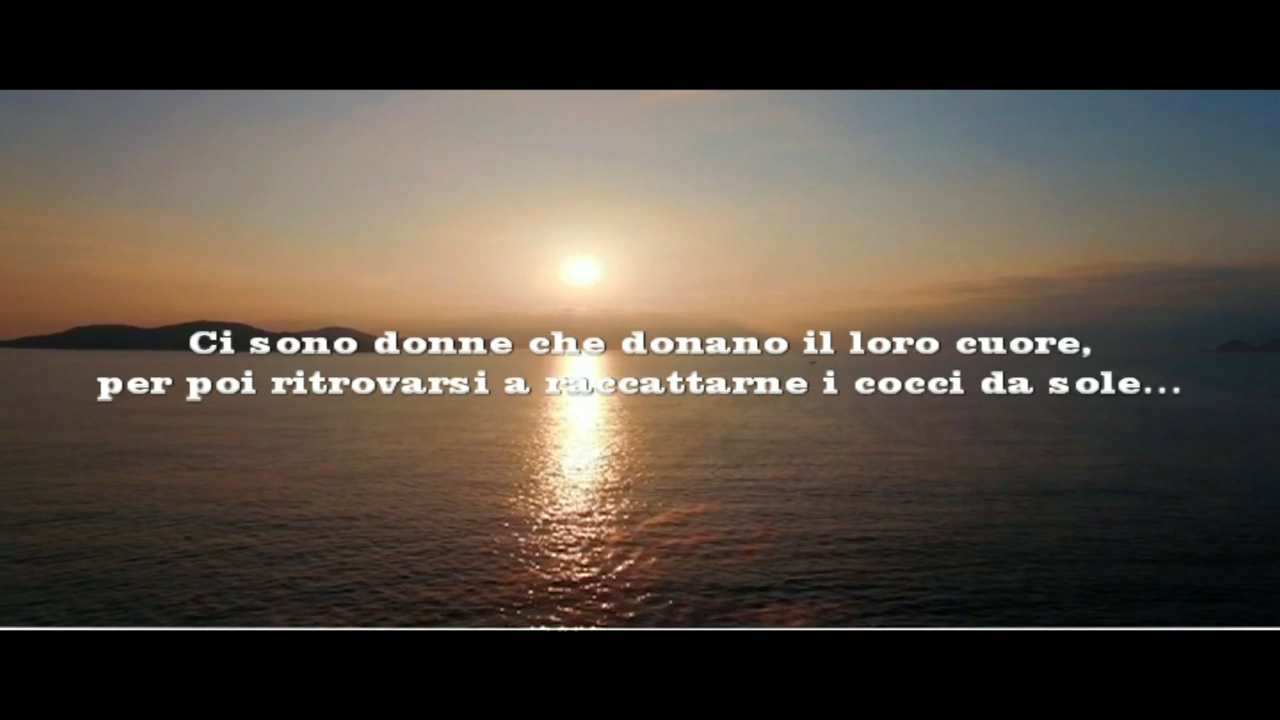 Ci sono donne che donano il loro cuore,
per poi ritrovarsi a raccattarne i cocci da sole...